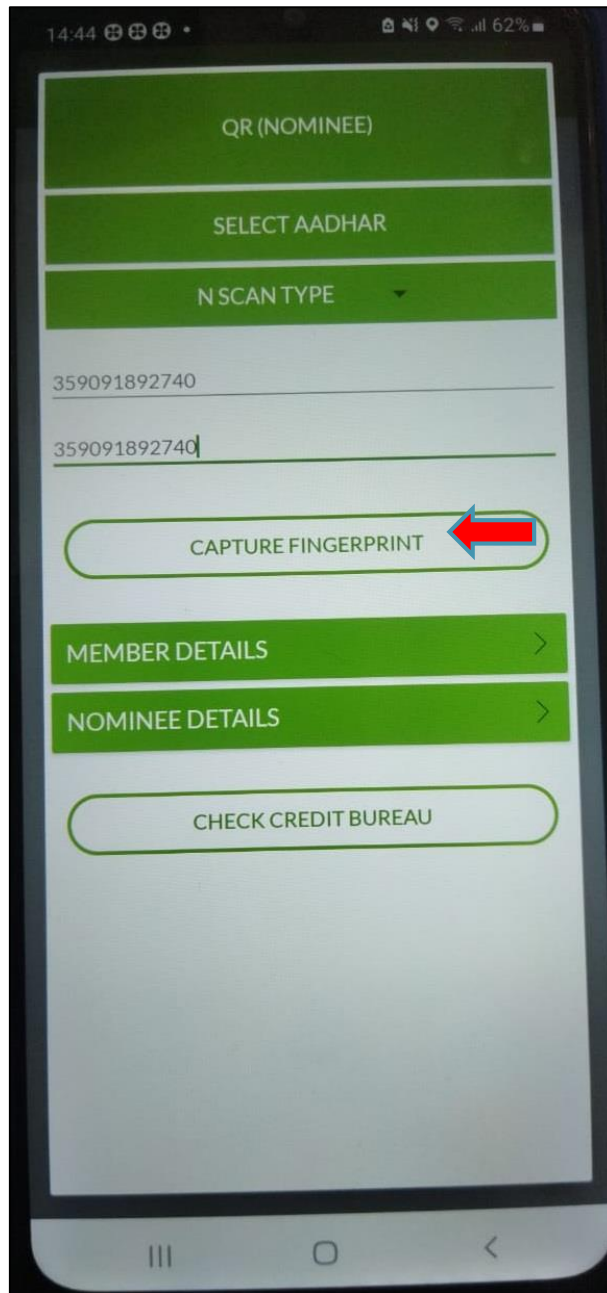 14:44
62%
QR (NOMINEE)
SELECT AADHAR
N SCAN TYPE
359091892740
359091892740
CAPTURE FINGERPRINT
MEMBER DETAILS
NOMINEE DETAILS
CHECK CREDIT BUREAU